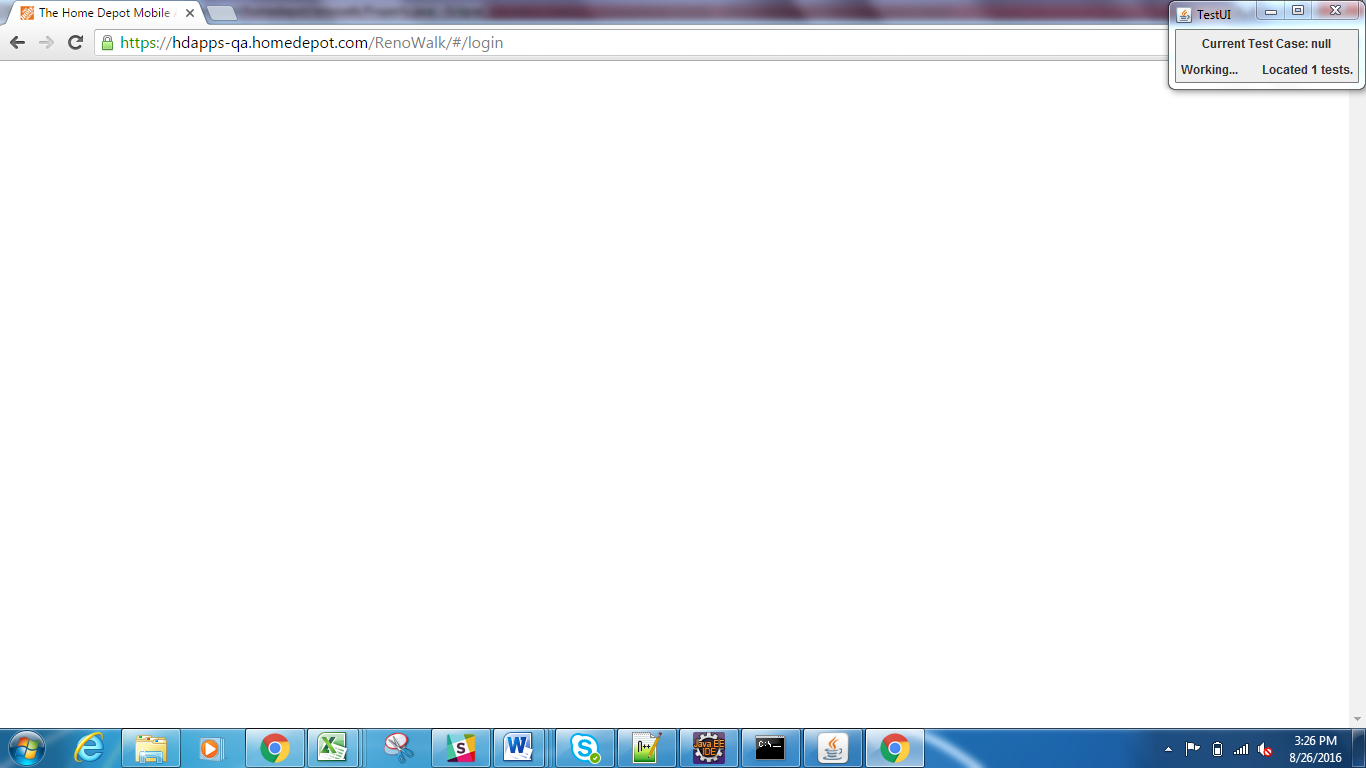 The Home Depot Mobile
TestUI
https://hdapps-qa.homedepot.com/RenoWalk/#/login
Current Test Case: null
Working... Located 1 tests.
Java EE
IDE
C:\._
3:26 PM
8/26/2016